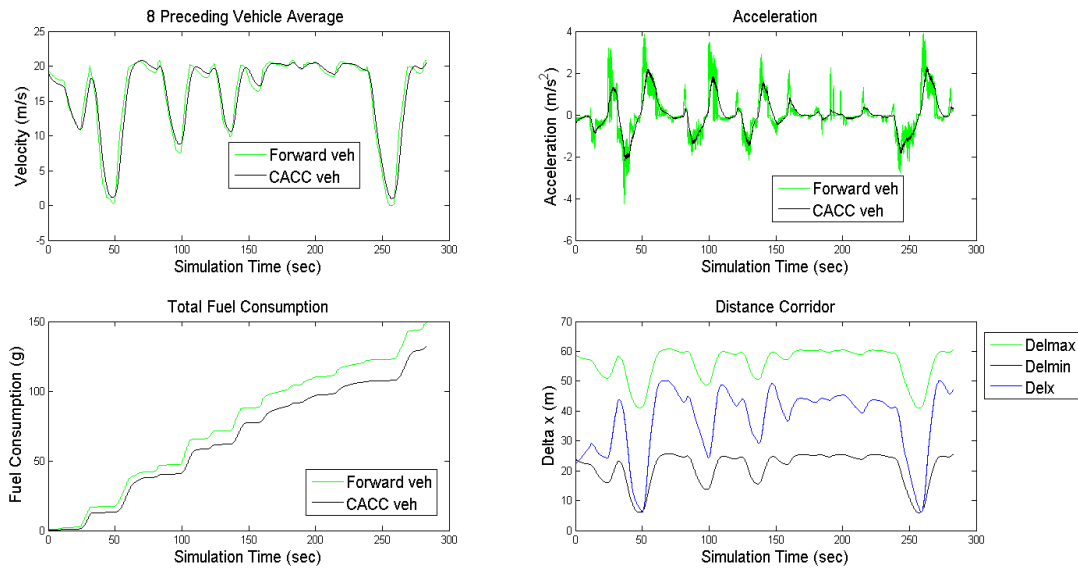 8 Preceding Vehicle Average
Velocity (m/s)
25
20
15
10
5
0
-5
0
50
100
150
200
250
300
Simulation Time (sec)
Forward veh
CACC veh
Acceleration
Acceleration (m/s²)
4
2
0
-2
-4
-6
0
50
100
150
200
250
300
Simulation Time (sec)
Forward veh
CACC veh
Total Fuel Consumption
Fuel Consumption (g)
150
100
50
0
0
50
100
150
200
250
300
Simulation Time (sec)
Forward veh
CACC veh
Distance Corridor
Delta x (m)
70
60
50
40
30
20
10
0
0
50
100
150
200
250
300
Simulation Time (sec)
Delmax
Delmin
Delx